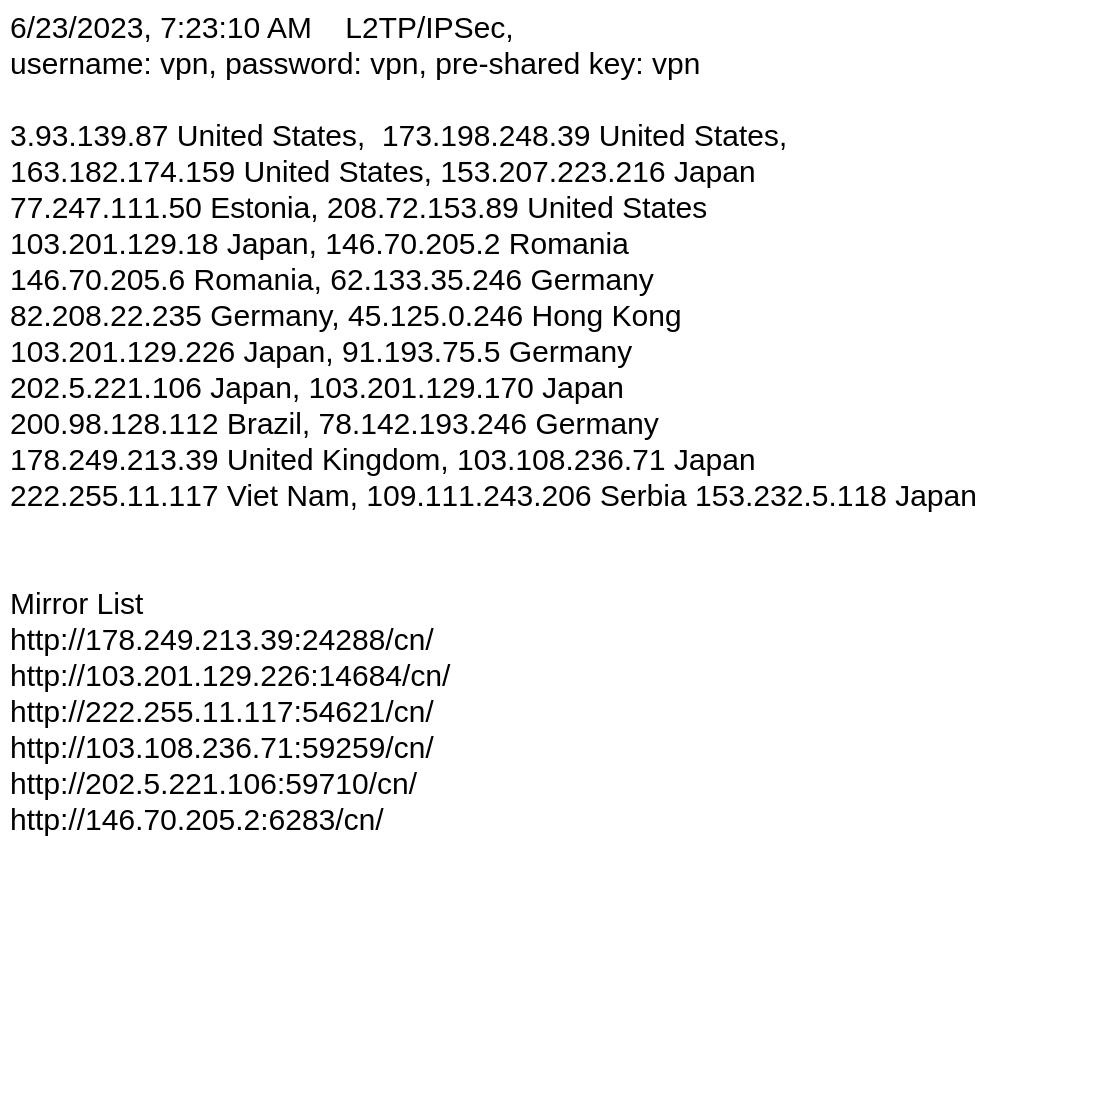 6/23/2023, 7:23:10 AM    L2TP/IPSec,
username: vpn, password: vpn, pre-shared key: vpn
3.93.139.87 United States,  173.198.248.39 United States,
163.182.174.159 United States, 153.207.223.216 Japan
77.247.111.50 Estonia, 208.72.153.89 United States
103.201.129.18 Japan, 146.70.205.2 Romania
146.70.205.6 Romania, 62.133.35.246 Germany
82.208.22.235 Germany, 45.125.0.246 Hong Kong
103.201.129.226 Japan, 91.193.75.5 Germany
202.5.221.106 Japan, 103.201.129.170 Japan
200.98.128.112 Brazil, 78.142.193.246 Germany
178.249.213.39 United Kingdom, 103.108.236.71 Japan
222.255.11.117 Viet Nam, 109.111.243.206 Serbia 153.232.5.118 Japan
Mirror List
http://178.249.213.39:24288/cn/
http://103.201.129.226:14684/cn/
http://222.255.11.117:54621/cn/
http://103.108.236.71:59259/cn/
http://202.5.221.106:59710/cn/
http://146.70.205.2:6283/cn/